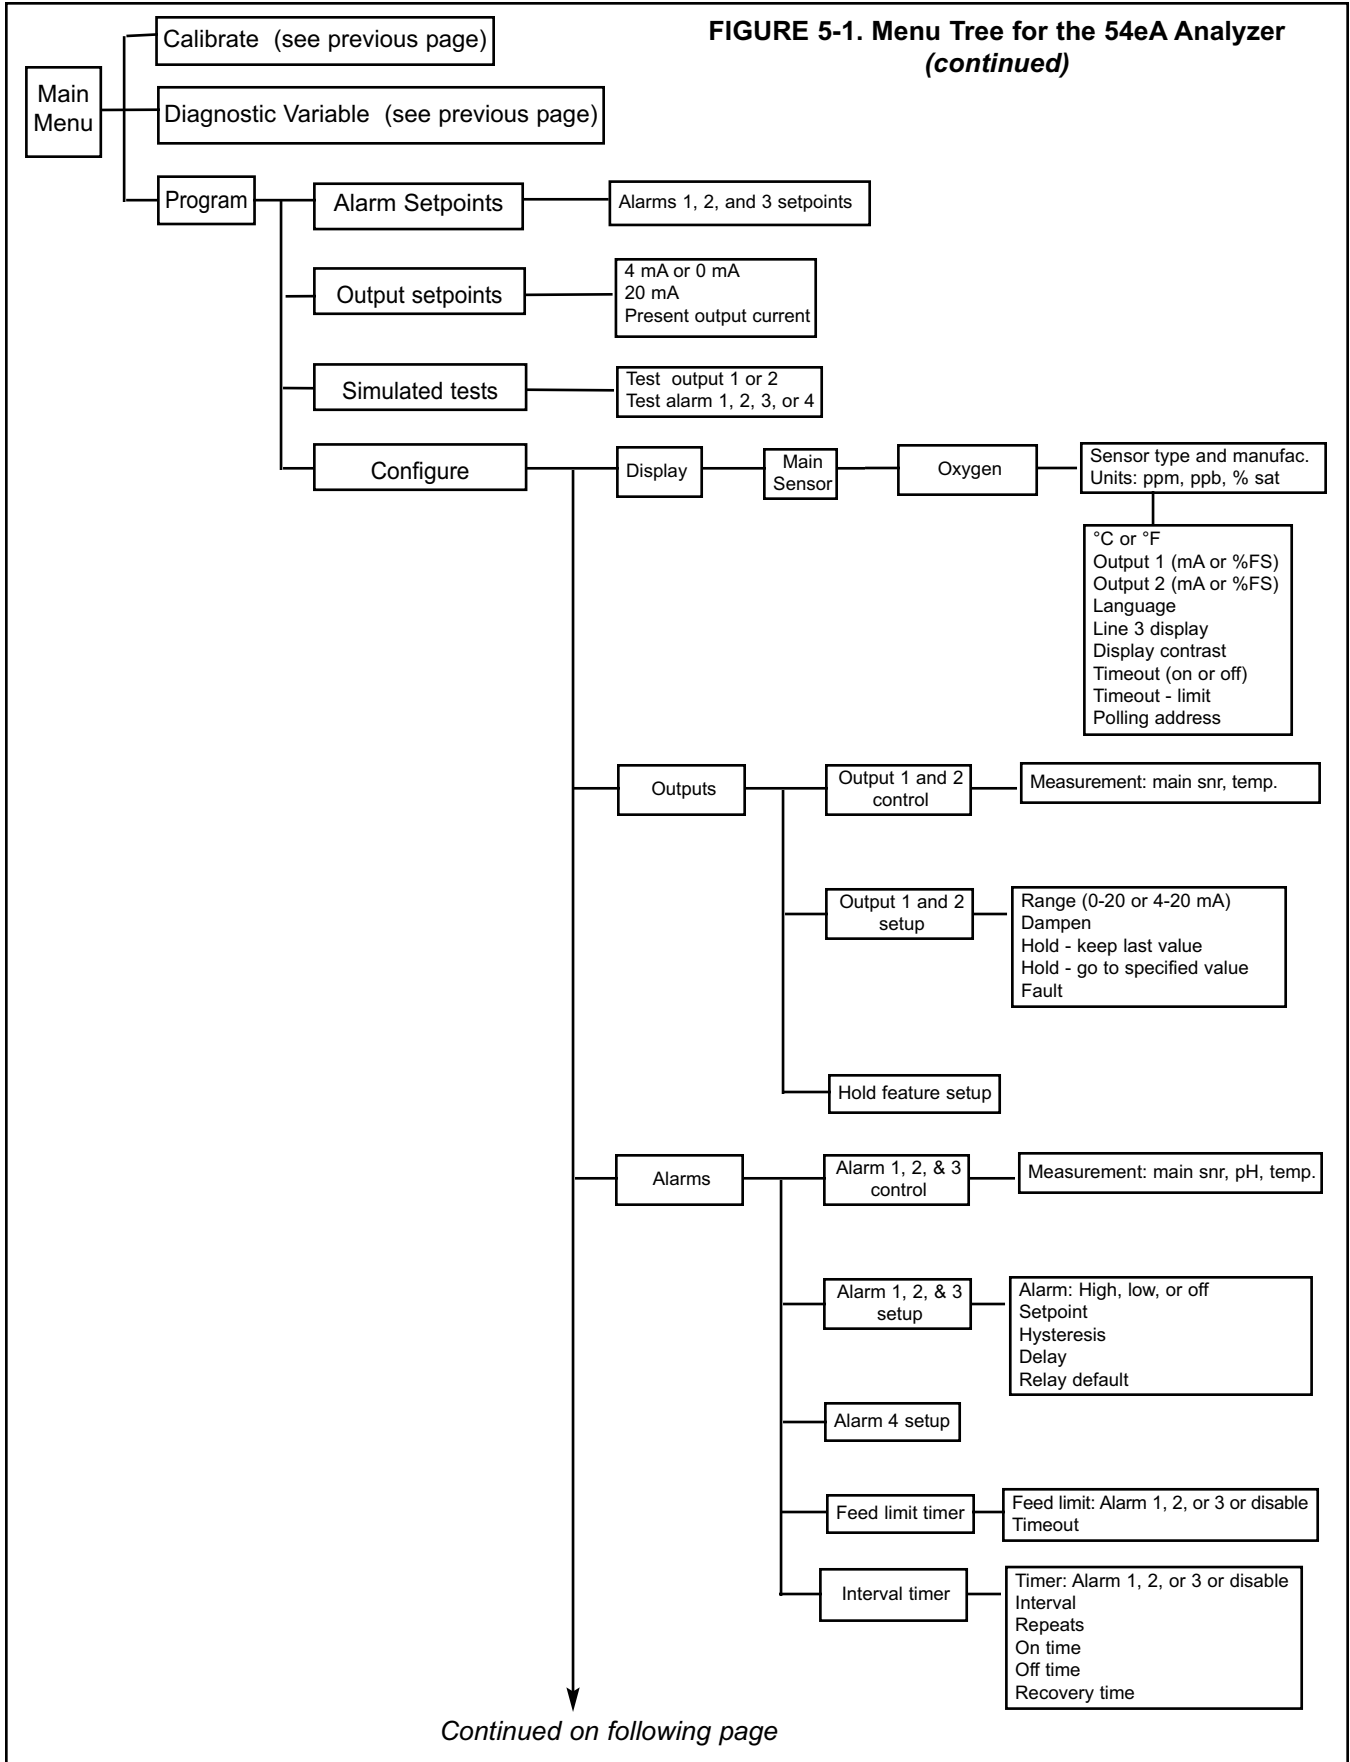 FIGURE 5-1. Menu Tree for the 54eA Analyzer
(continued)
Calibrate (see previous page)
Main
Menu
Diagnostic Variable (see previous page)
Program
Alarm Setpoints
Alarms 1, 2, and 3 setpoints
Output setpoints
4 mA or 0 mA
20 mA
Present output current
Simulated tests
Test output 1 or 2
Test alarm 1, 2, 3, or 4
Configure
Display
Main
Sensor
Oxygen
Sensor type and manufac.
Units: ppm, ppb, % sat
°C or °F
Output 1 (mA or %FS)
Output 2 (mA or %FS)
Language
Line 3 display
Display contrast
Timeout (on or off)
Timeout - limit
Polling address
Outputs
Output 1 and 2
control
Measurement: main snr, temp.
Output 1 and 2
setup
Range (0-20 or 4-20 mA)
Dampen
Hold - keep last value
Hold - go to specified value
Fault
Hold feature setup
Alarms
Alarm 1, 2, & 3
control
Measurement: main snr, pH, temp.
Alarm 1, 2, & 3
setup
Alarm: High, low, or off
Setpoint
Hysteresis
Delay
Relay default
Alarm 4 setup
Feed limit timer
Feed limit: Alarm 1, 2, or 3 or disable
Timeout
Interval timer
Timer: Alarm 1, 2, or 3 or disable
Interval
Repeats
On time
Off time
Recovery time
Continued on following page